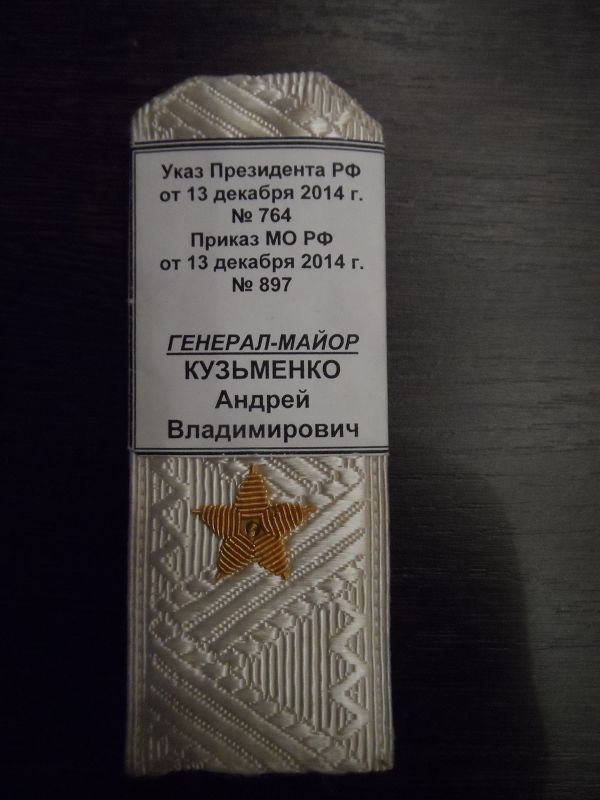 Указ Президента РФ
от 13 декабря 2014 г.
№ 764
Приказ МО РФ
от 13 декабря 2014 г.
№ 897
ГЕНЕРАЛ-МАЙОР
КУЗЬМЕНКО
Андрей
Владимирович